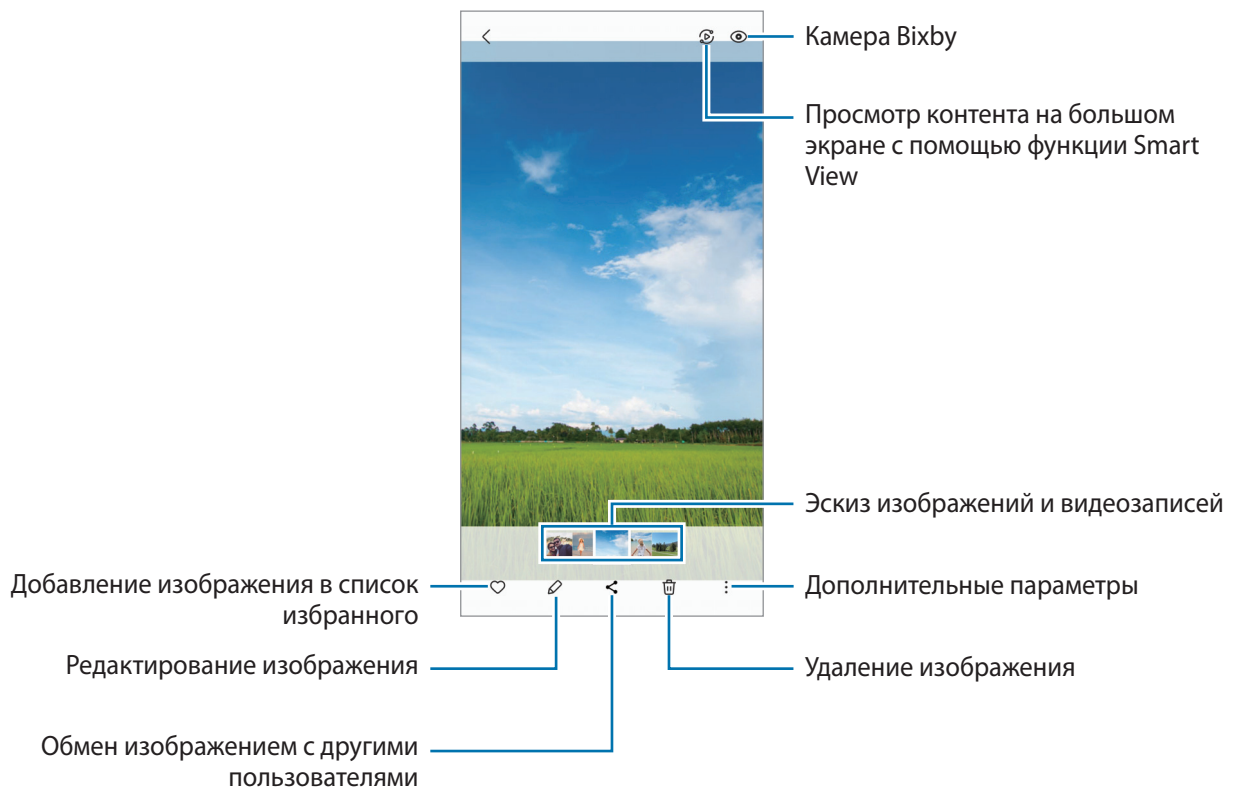 Камера Bixby
Просмотр контента на большом
экране с помощью функции Smart
View
Эскиз изображений и видеозаписей
Добавление изображения в список
избранного
Дополнительные параметры
Редактирование изображения
Удаление изображения
Обмен изображением с другими
пользователями